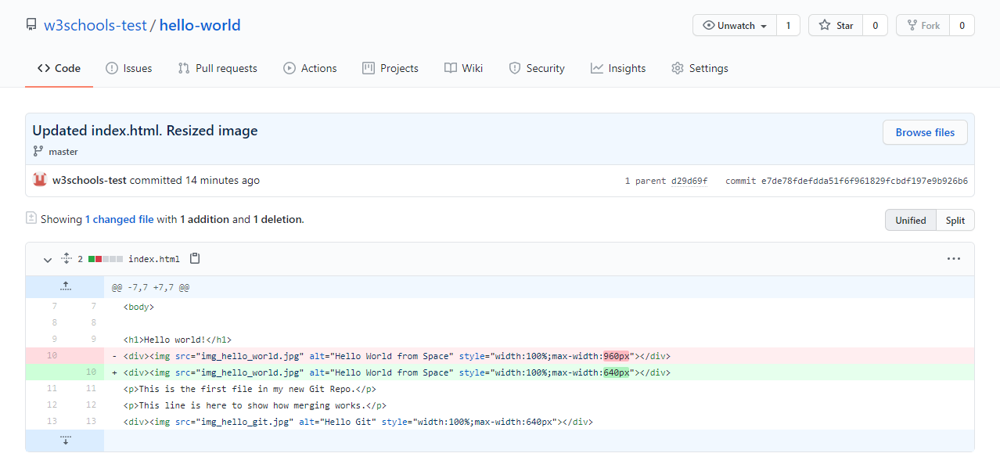 w3schools-test / hello-world
Unwatch 1 Star 0 Fork 0
Code Issues Pull requests Actions Projects Wiki Security Insights Settings
Updated index.html. Resized image
Browse files
master
w3schools-test committed 14 minutes ago 1 parent d29d69f commit e7de78fdefdda51f6f961829fcbdf197e9b926b6
Showing 1 changed file with 1 addition and 1 deletion. Unified Split
2 index.html
@@ -7,7 +7,7 @@
7 7 <body>
8 8
9 9 <h1>Hello world!</h1>
10 - <div><img src="img_hello_world.jpg" alt="Hello World from Space" style="width:100%;max-width:960px"></div>
10 + <div><img src="img_hello_world.jpg" alt="Hello World from Space" style="width:100%;max-width:640px"></div>
11 11 <p>This is the first file in my new Git Repo.</p>
12 12 <p>This line is here to show how merging works.</p>
13 13 <div><img src="img_hello_git.jpg" alt="Hello Git" style="width:100%;max-width:640px"></div>